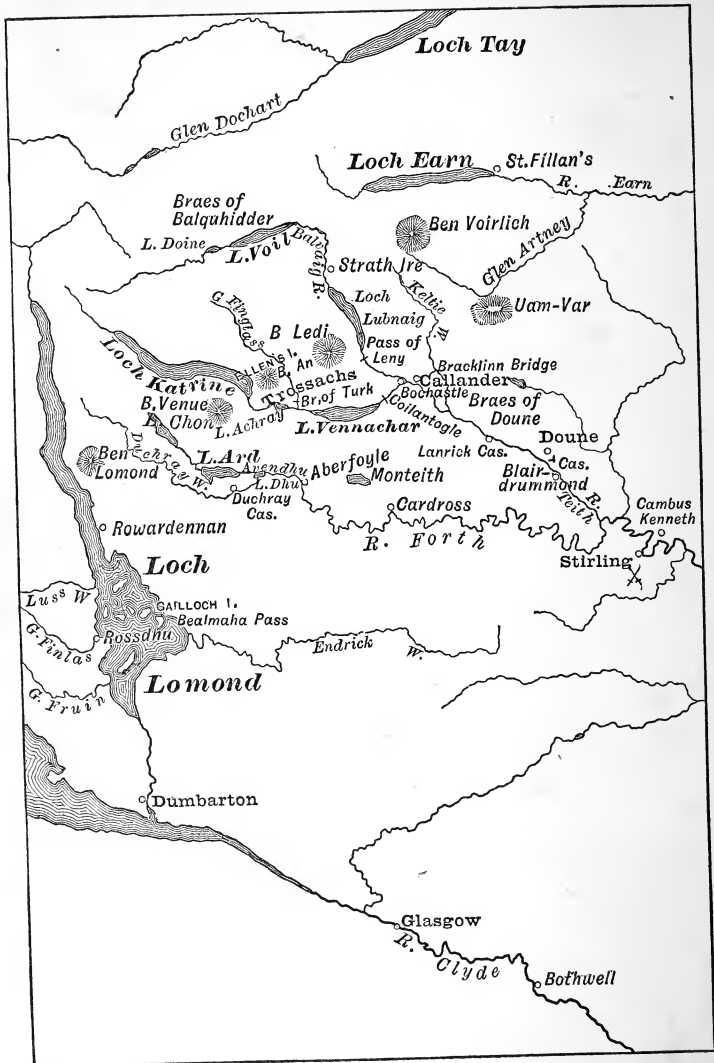 Loch Tay
Glen Dochart
Loch Earn
St. Fillan's
R. Earn
Braes of
Balquhidder
Ben Voirlich
L. Doine
L. Voil
Balvaig R.
Strath Ire
Glen Artney
Keltie W.
Uam-Var
G. Finglass
Loch
Lubnaig
B Ledi
Pass of
Leny
ELLEN'S I.
B. An
Loch Katrine
Trossachs
Bracklinn Bridge
Callander
Bochastle
Br. of Turk
Coilantogle
Braes of
Doune
B. Venue
B. Chon
L. Achray
L. Vennachar
Lanrick Cas.
Doune
Cas.
Ben
Lomond
Duchray W.
L. Ard
Avendhu
L. Dhu
Aberfoyle
Monteith
Blair-
drummond
Teith R.
Duchray
Cas.
Cardross
Cambus
Kenneth
Rowardennan
R. Forth
Stirling
Loch
Luss W
GAILLOCH I.
Bealmaha Pass
G. Finlas
Rossdhu
Endrick W.
Lomond
G. Fruin
Dumbarton
Glasgow
R. Clyde
Bothwell